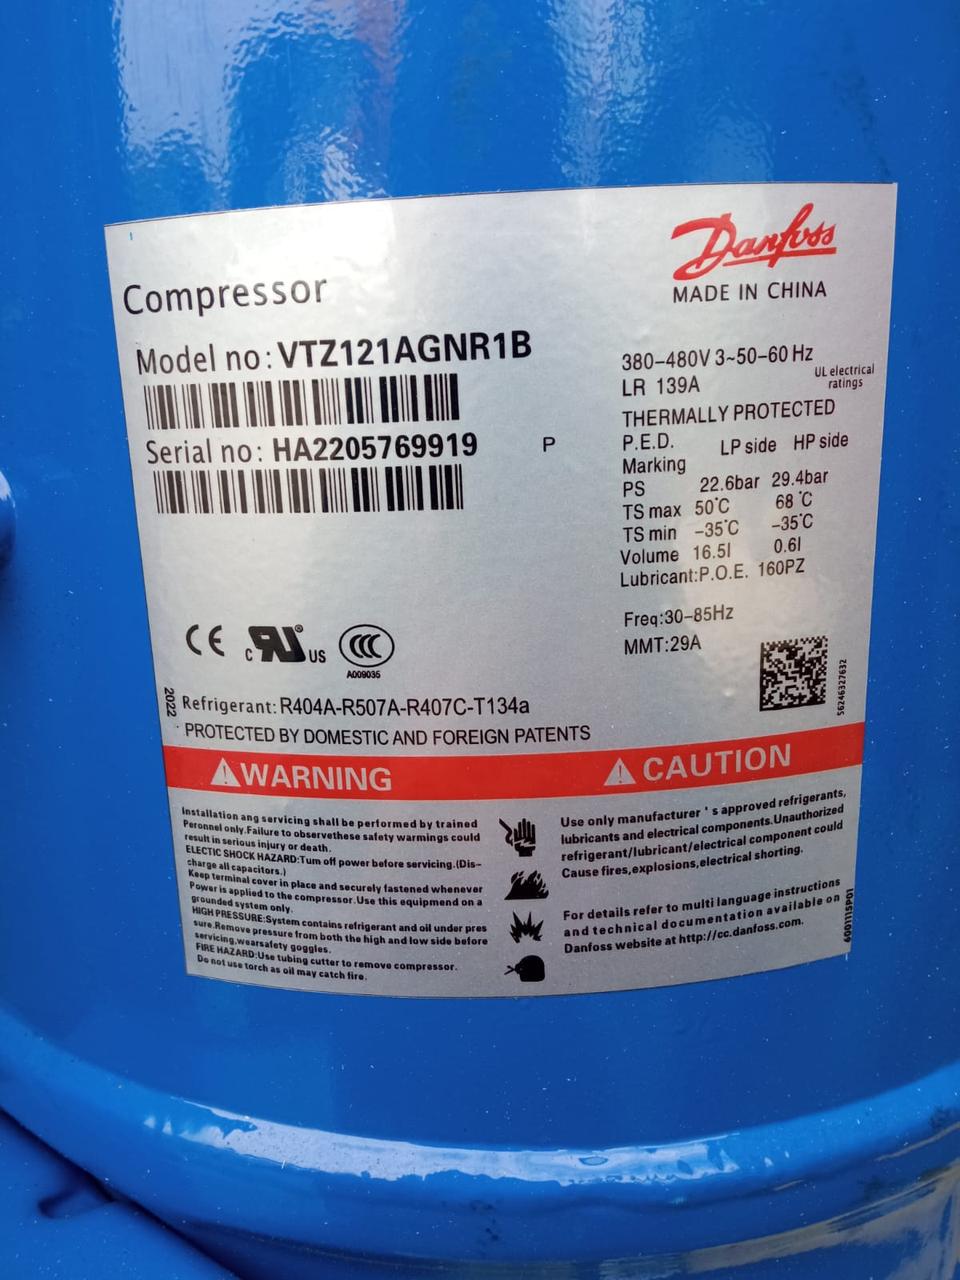 Danfoss
MADE IN CHINA
Compressor
Model no: VTZ121AGNR1B
Serial no: HA2205769919
P
380-480V 3~50-60 Hz
LR 139A
UL electrical
ratings
THERMALLY PROTECTED
P.E.D. LP side HP side
Marking
PS 22.6bar 29.4bar
TS max 50°C 68°C
TS min -35°C -35°C
Volume 16.5l 0.6l
Lubricant:P.O.E. 160PZ
Freq:30-85Hz
MMT:29A
CE
c RU ® US
CCC
A009035
56246327632
2022
Refrigerant: R404A-R507A-R407C-T134a
PROTECTED BY DOMESTIC AND FOREIGN PATENTS
WARNING
Installation ang servicing shall be performed by trained
Peronnel only.Failure to observethese safety warnings could
result in serious injury or death.
ELECTIC SHOCK HAZARD:Tum off power before servicing.(Dis-
charge all capacitors.)
Keep terminal cover in place and securely fastened whenever
Power is applied to the compressor.Use this equipmend on a
grounded system only.
HIGH PRESSURE:System contains refrigerant and oil under pres
sure.Remove pressure from both the high and low side before
servicing,wearsafety goggles.
FIRE HAZARD:Use tubing cutter to remove compressor.
Do not use torch as oil may catch fire.
CAUTION
Use only manufacturer 's approved refrigerants,
lubricants and electrical components.Unauthorized
refrigerant/lubricant/electrical component could
Cause fires,explosions,electrical shorting.
For details refer to multi language instructions
and technical documentation available on
Danfoss website at http://cc.danfoss.com.
6001115P01